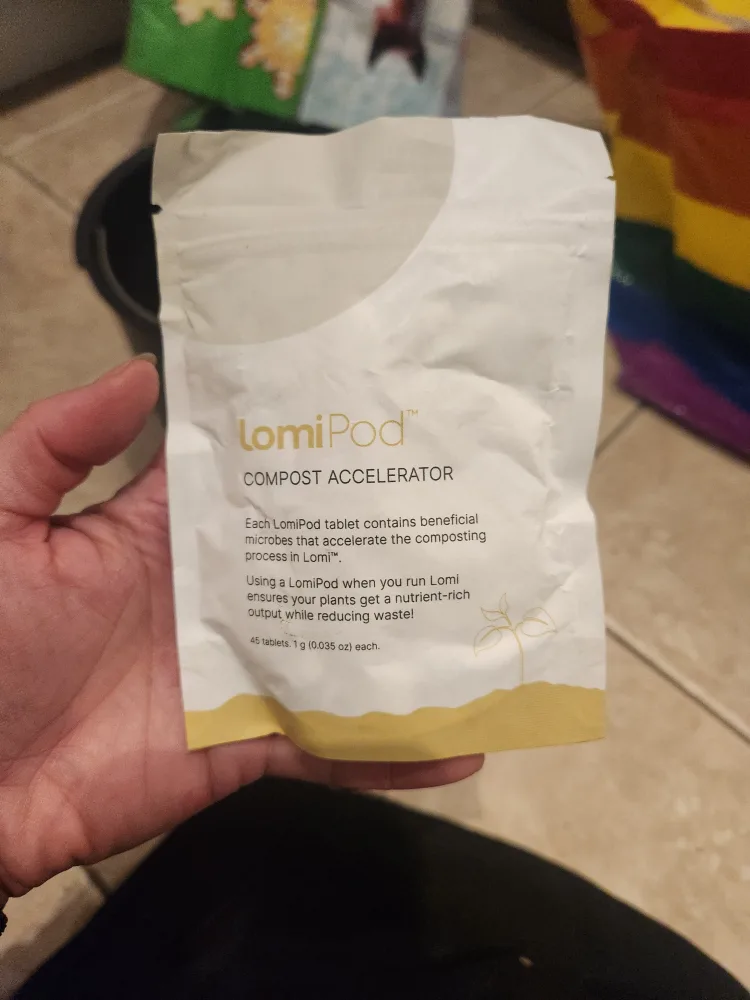 lomiPod™
COMPOST ACCELERATOR
Each LomiPod tablet contains beneficial
microbes that accelerate the composting
process in Lomi™.
Using a LomiPod when you run Lomi
ensures your plants get a nutrient-rich
output while reducing waste!
45 tablets. 1 g (0.035 oz) each.